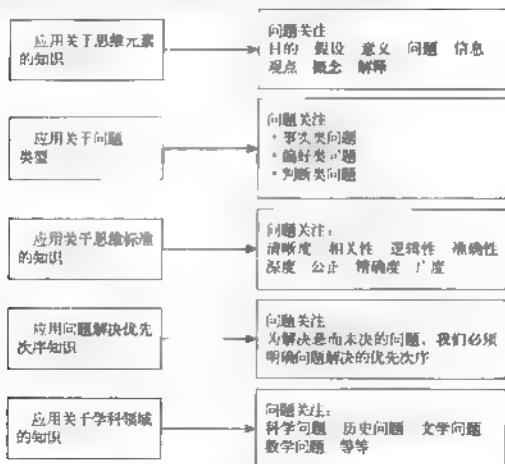 应用关于思维元素
的知识
问题关注
目的 假设 意义 问题 信息
观点 概念 解释
应用关于问题
类型
问题关注
·事实类问题
·偏好类问题
·判断类问题
应用关于思维标准
的知识
问题关注：
清晰度 相关性 逻辑性 准确性
深度 公正 精确度 广度
应用问题解决优先
次序知识
问题关注
为解决悬而未决的问题，我们必须
明确问题解决的优先次序
应用关于学科领域
的知识
问题关注：
科学问题 历史问题 文学问题
数学问题 等等